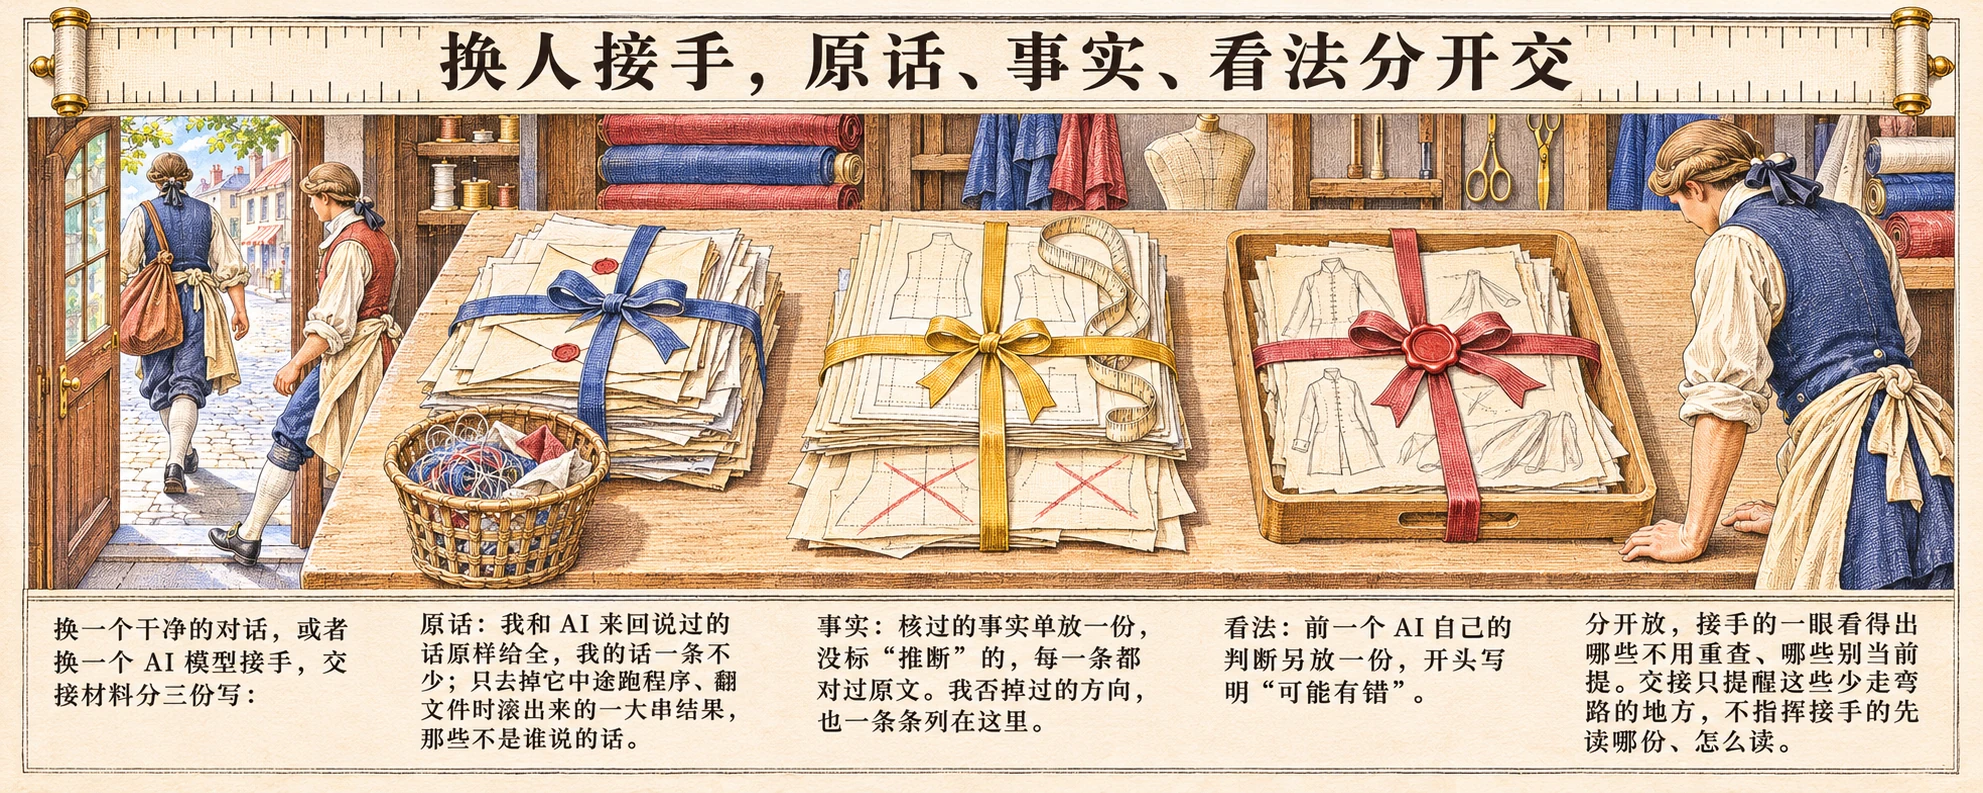 换人接手，原话、事实、看法分开交
换一个干净的对话，或者
换一个 AI 模型接手，交
接材料分三份写：
原话：我和 AI 来回说过的
话原样给全，我的话一条不
少；只去掉它中途跑程序、翻
文件时滚出来的一大串结果，
那些不是谁说的话。
事实：核过的事实单放一份，
没标“推断”的，每一条都
对过原文。我否掉过的方向，
也一条条列在这里。
看法：前一个 AI 自己的
判断另放一份，开头写
明“可能有错”。
分开放，接手的一眼看得出
哪些不用重查、哪些别当前
提。交接只提醒这些少走弯
路的地方，不指挥接手的先
读哪份、怎么读。